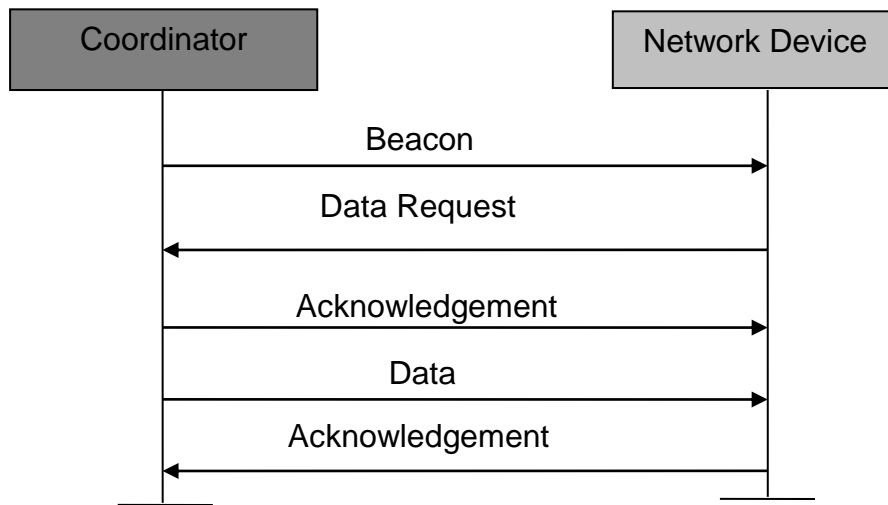 Coordinator
Network Device
Beacon
Data Request
Acknowledgement
Data
Acknowledgement